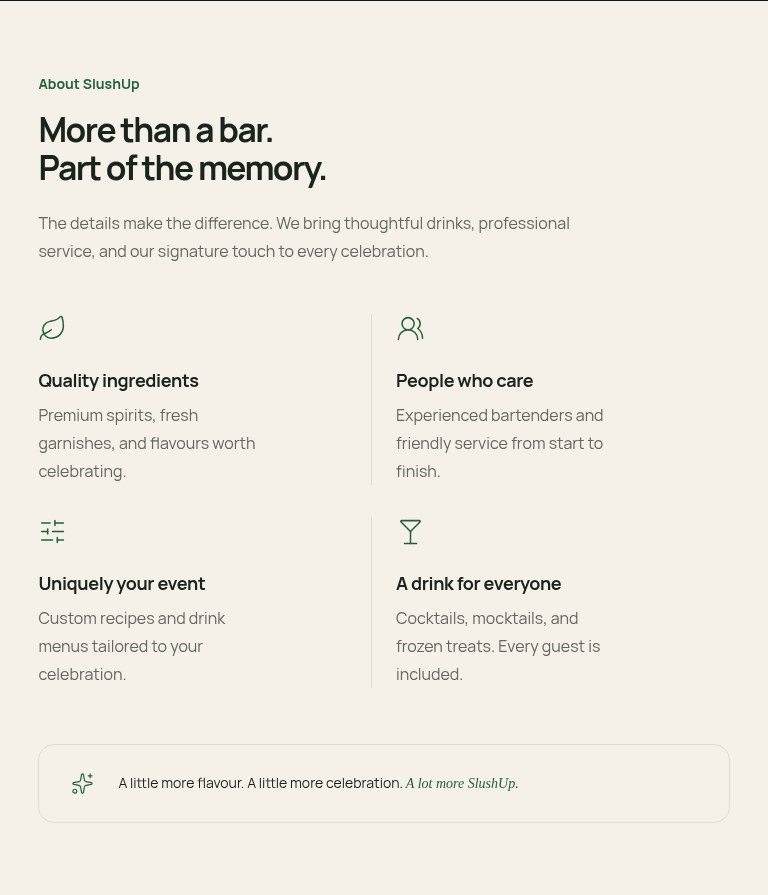 About SlushUp
More than a bar.
Part of the memory.
The details make the difference. We bring thoughtful drinks, professional
service, and our signature touch to every celebration.
Quality ingredients
Premium spirits, fresh
garnishes, and flavours worth
celebrating.
People who care
Experienced bartenders and
friendly service from start to
finish.
Uniquely your event
Custom recipes and drink
menus tailored to your
celebration.
A drink for everyone
Cocktails, mocktails, and
frozen treats. Every guest is
included.
A little more flavour. A little more celebration. A lot more SlushUp.